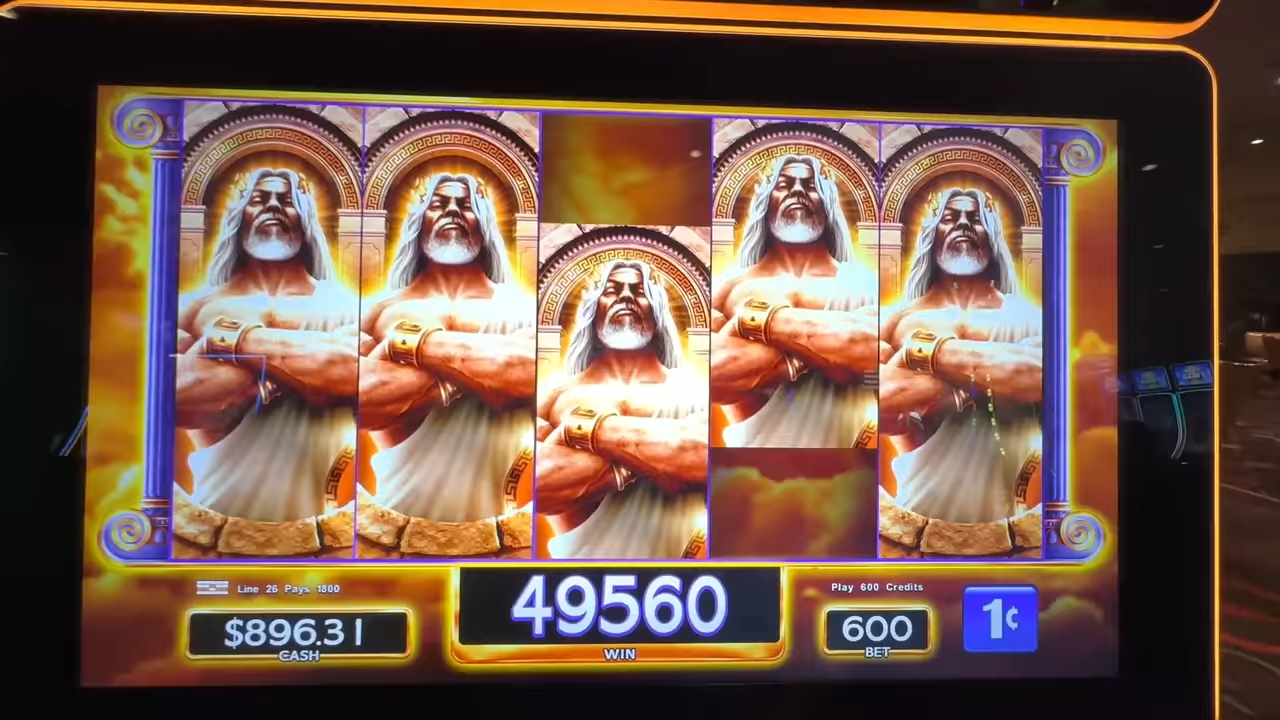 Line 26 Pays 1800
$896.31
CASH
49560
WIN
Play 600 Credits
600
BET
1¢